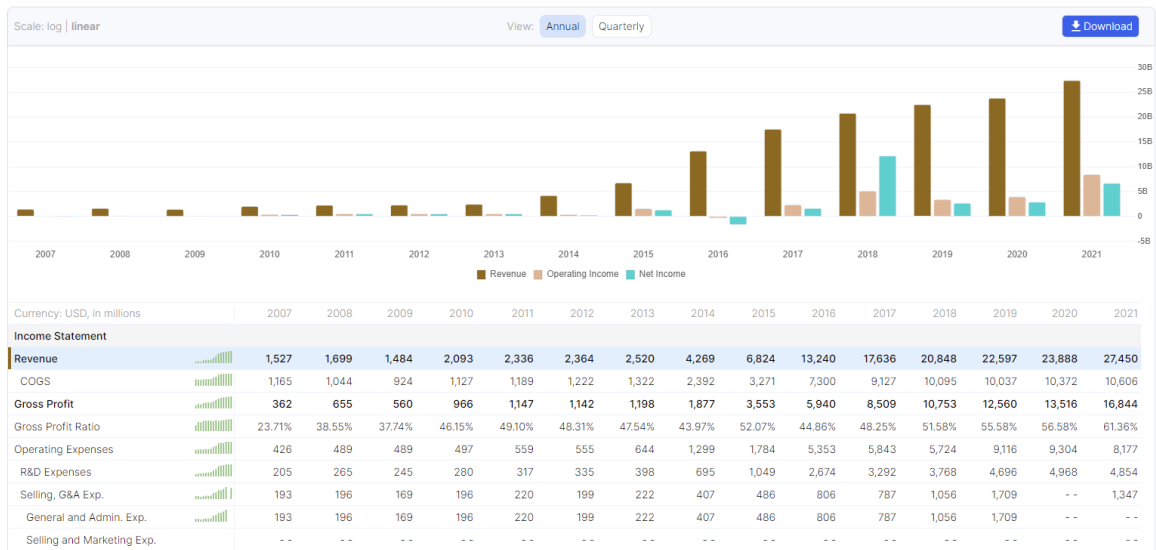 Scale: log | linear View: Annual Quarterly Download
30B
25B
20B
15B
10B
5B
0
-5B
2007 2008 2009 2010 2011 2012 2013 2014 2015 2016 2017 2018 2019 2020 2021
Revenue Operating Income Net Income
Currency: USD, in millions 2007 2008 2009 2010 2011 2012 2013 2014 2015 2016 2017 2018 2019 2020 2021
Income Statement
Revenue 1,527 1,699 1,484 2,093 2,336 2,364 2,520 4,269 6,824 13,240 17,636 20,848 22,597 23,888 27,450
COGS 1,165 1,044 924 1,127 1,189 1,222 1,322 2,392 3,271 7,300 9,127 10,095 10,037 10,372 10,606
Gross Profit 362 655 560 966 1,147 1,142 1,198 1,877 3,553 5,940 8,509 10,753 12,560 13,516 16,844
Gross Profit Ratio 23.71% 38.55% 37.74% 46.15% 49.10% 48.31% 47.54% 43.97% 52.07% 44.86% 48.25% 51.58% 55.58% 56.58% 61.36%
Operating Expenses 426 489 489 497 559 555 644 1,299 1,784 5,353 5,843 5,724 9,116 9,304 8,177
R&D Expenses 205 265 245 280 317 335 398 695 1,049 2,674 3,292 3,768 4,696 4,968 4,854
Selling, G&A Exp. 193 196 169 196 220 199 222 407 486 806 787 1,056 1,709 - - 1,347
General and Admin. Exp. 193 196 169 196 220 199 222 407 486 806 787 1,056 1,709 - - - -
Selling and Marketing Exp. - - - - - - - - - - - - - - - - - - - - - - - - - - - - - -